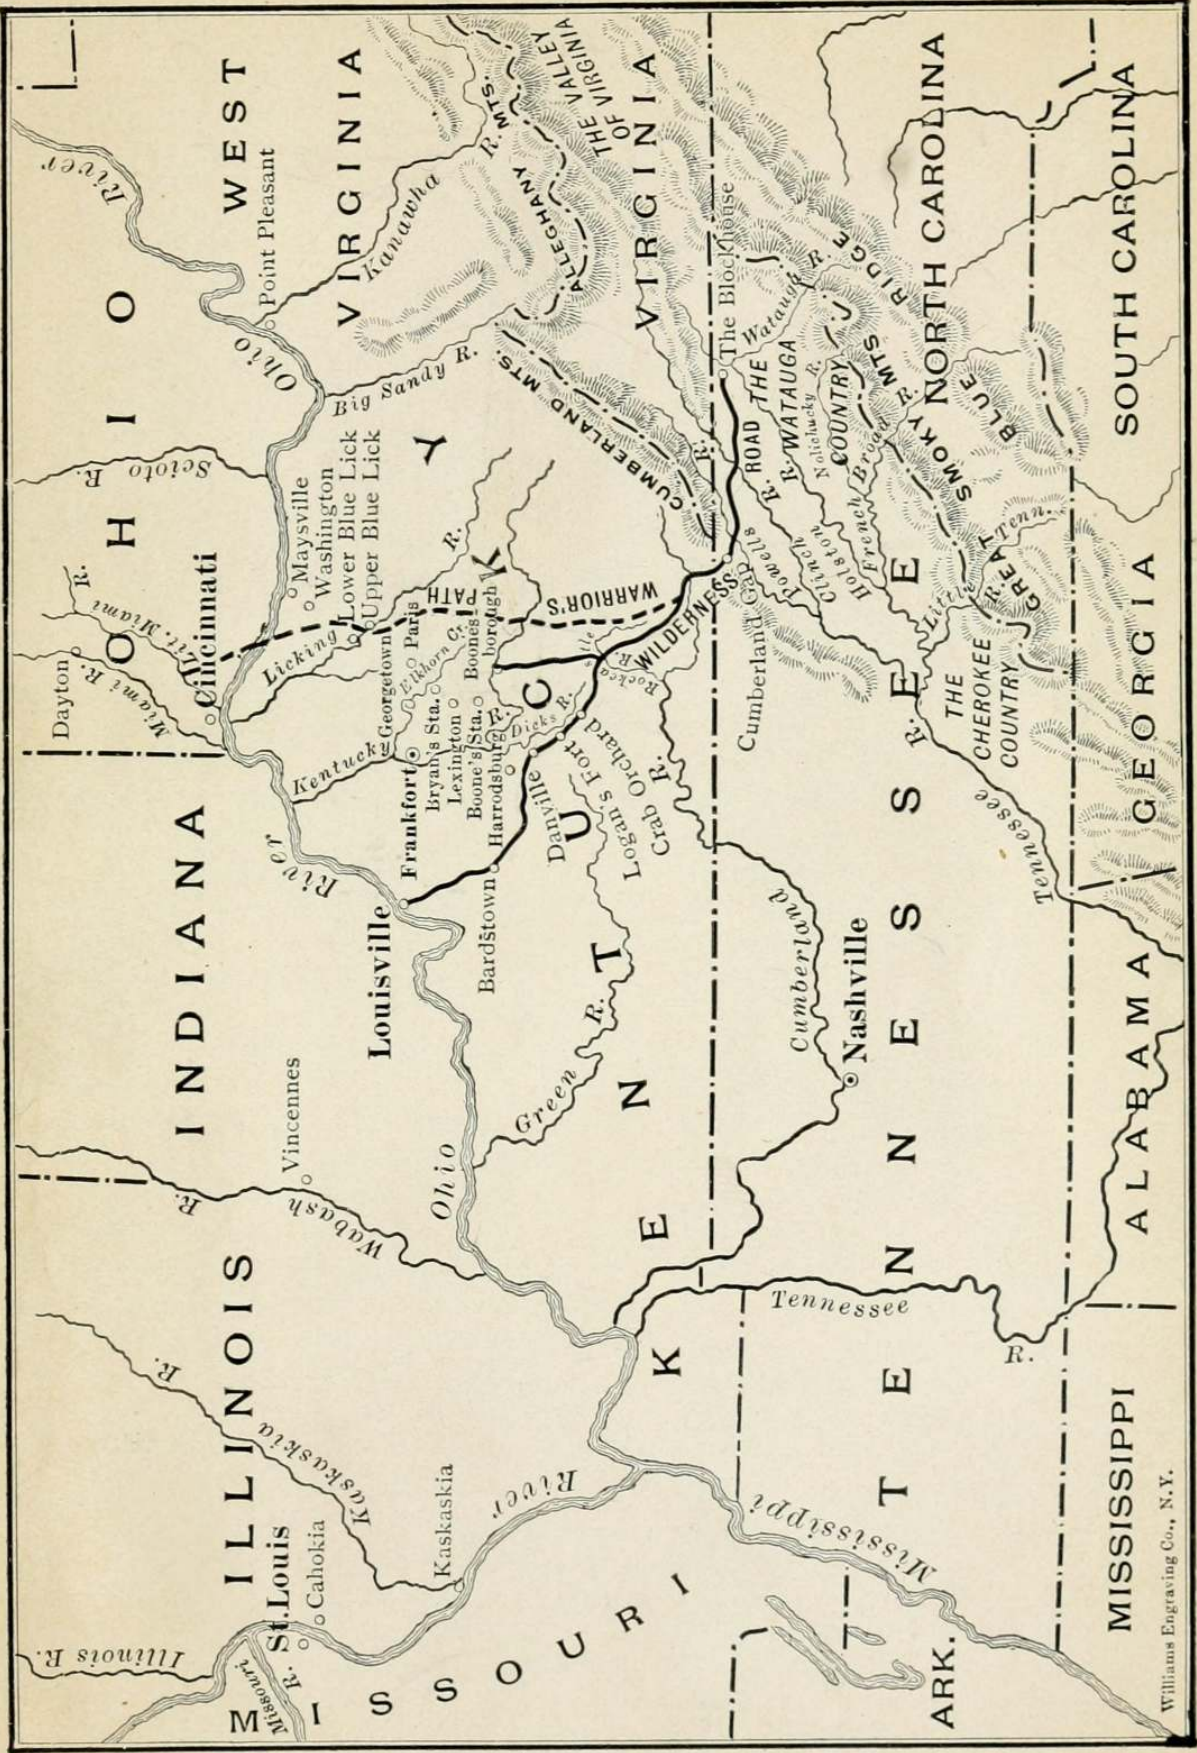 ILLINOIS
INDIANA
OHIO
WEST
VIRGINIA
VIRGINIA
KENTUCKY
TENNESSEE
NORTH CAROLINA
SOUTH CAROLINA
GEORGIA
ALABAMA
MISSISSIPPI
ARK.
MISSOURI
Illinois R.
Missouri
R.
St. Louis
Cahokia
Kaskaskia
R.
Kaskaskia
River
Mississippi
Wabash
R.
Vincennes
Ohio
River
Louisville
Bardstown
Green R.
Tennessee
R.
Cumberland
R.
Nashville
Dayton
Miami R.
Lit. Miami
R.
Cincinnati
Scioto
R.
Ohio
River
Point Pleasant
Kanawha
R.
Big Sandy R.
Maysville
Washington
Lower Blue Lick
Upper Blue Lick
Licking
R.
Kentucky
R.
Georgetown
Paris
Elkhorn Cr.
Frankfort
Bryan's Sta.
Lexington
Boone's Sta.
Boones
borough
Harrodsburg
Dicks R.
Danville
Logan's Fort
Crab Orchard
WARRIOR'S
PATH
WILDERNESS
ROAD
Rockcastle
R.
Cumberland Gap
CUMBERLAND
CUMBERLAND MTS.
ALLEGHANY
MTS.
THE VALLEY
OF VIRGINIA
The Blockhouse
Watauga R.
THE
WATAUGA
COUNTRY
Powells
R.
Clinch
R.
Holston
Nolichucky R.
French Broad
R.
Little
Tenn.
R.
GREAT SMOKY MTS
BLUE RIDGE
THE
CHEROKEE
COUNTRY
Tennessee
R.
Williams Engraving Co., N.Y.